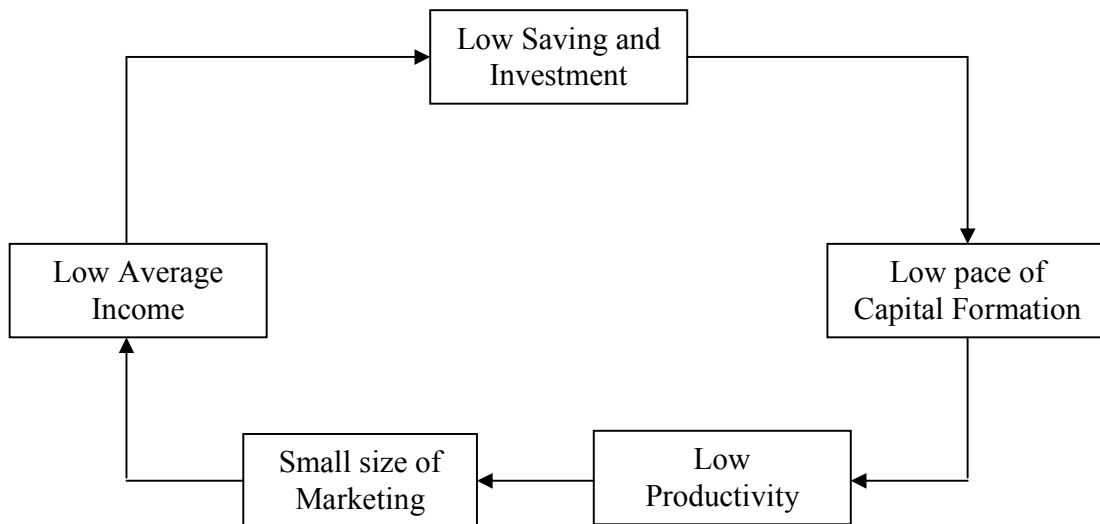 Low Saving and
Investment
Low Average
Income
Low pace of
Capital Formation
Small size of
Marketing
Low
Productivity